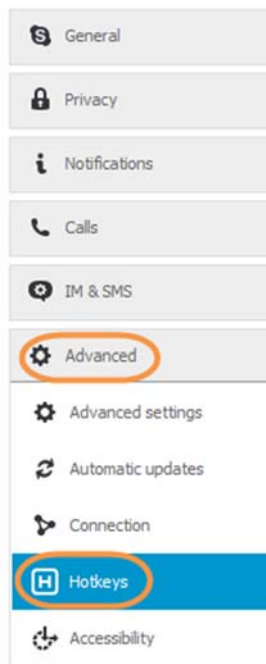 General
Privacy
Notifications
Calls
IM & SMS
Advanced
Advanced settings
Automatic updates
Connection
H Hotkeys
Accessibility